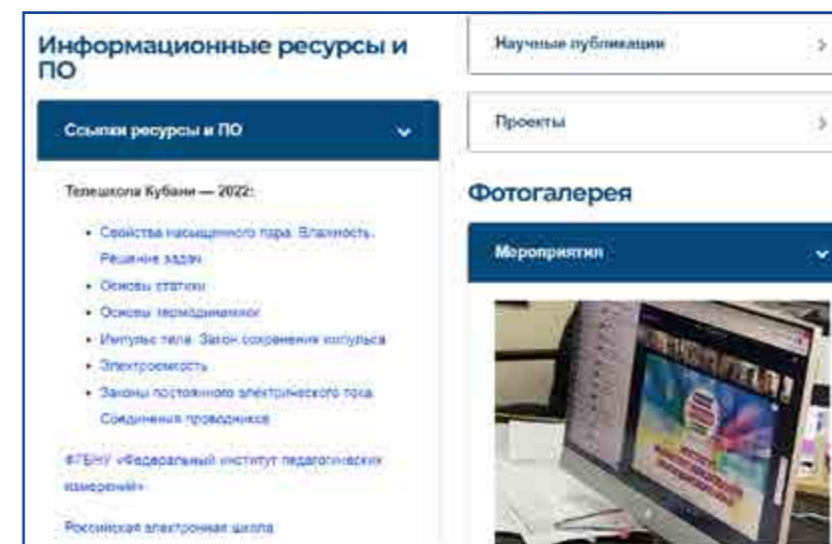 Информационные ресурсы и
ПО
Ссылки ресурсы и ПО
Телешкола Кубани — 2022:
Свойства насыщенного пара. Влажность.
Решение задач
Основы статики
Основы термодинамики
Импульс тела. Закон сохранения импульса
Электроемкость
Законы постоянного электрического тока.
Соединения проводников
ФГБНУ «Федеральный институт педагогических
измерений»
Российская электронная школа
Научные публикации
Проекты
Фотогалерея
Мероприятия